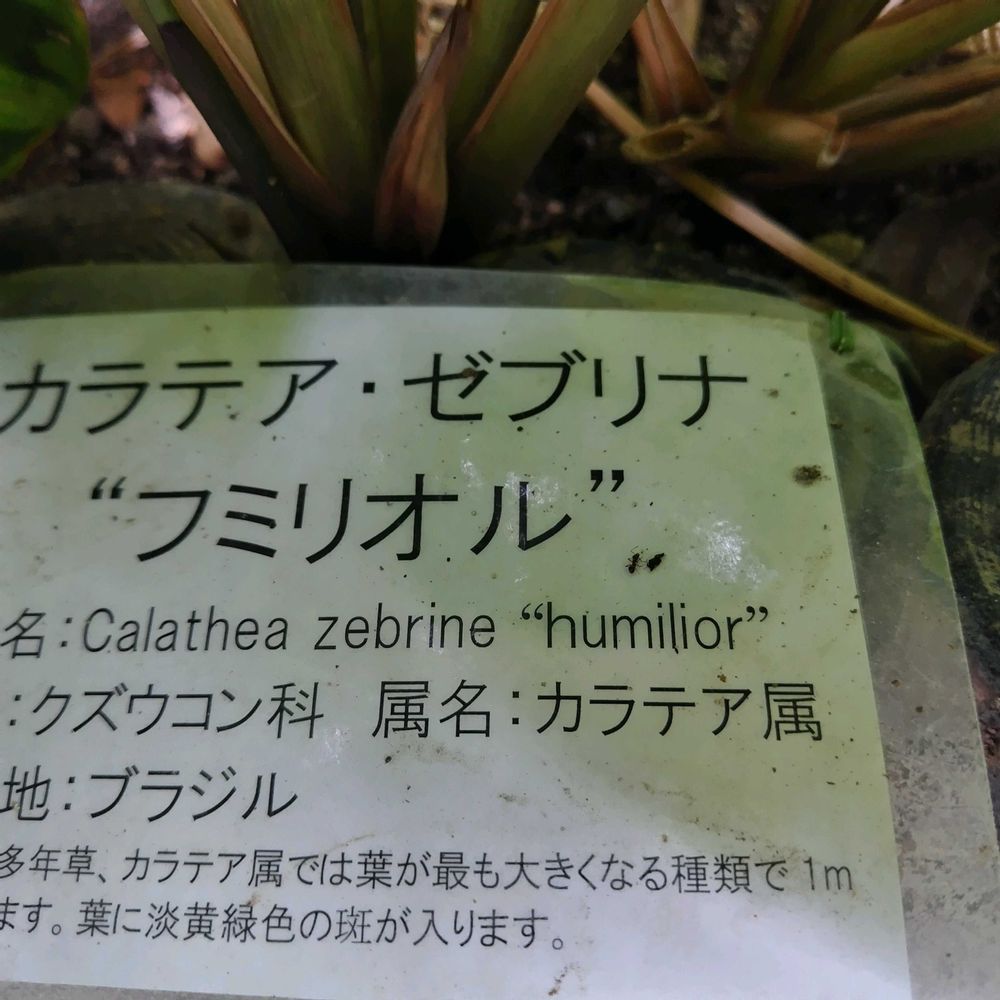 カラテア・ゼブリナ
“フミリオル”
名：Calathea zebrine “humilior”
：クズウコン科　属名：カラテア属
地：ブラジル
多年草、カラテア属では葉が最も大きくなる種類で1m
ます。葉に淡黄緑色の斑が入ります。